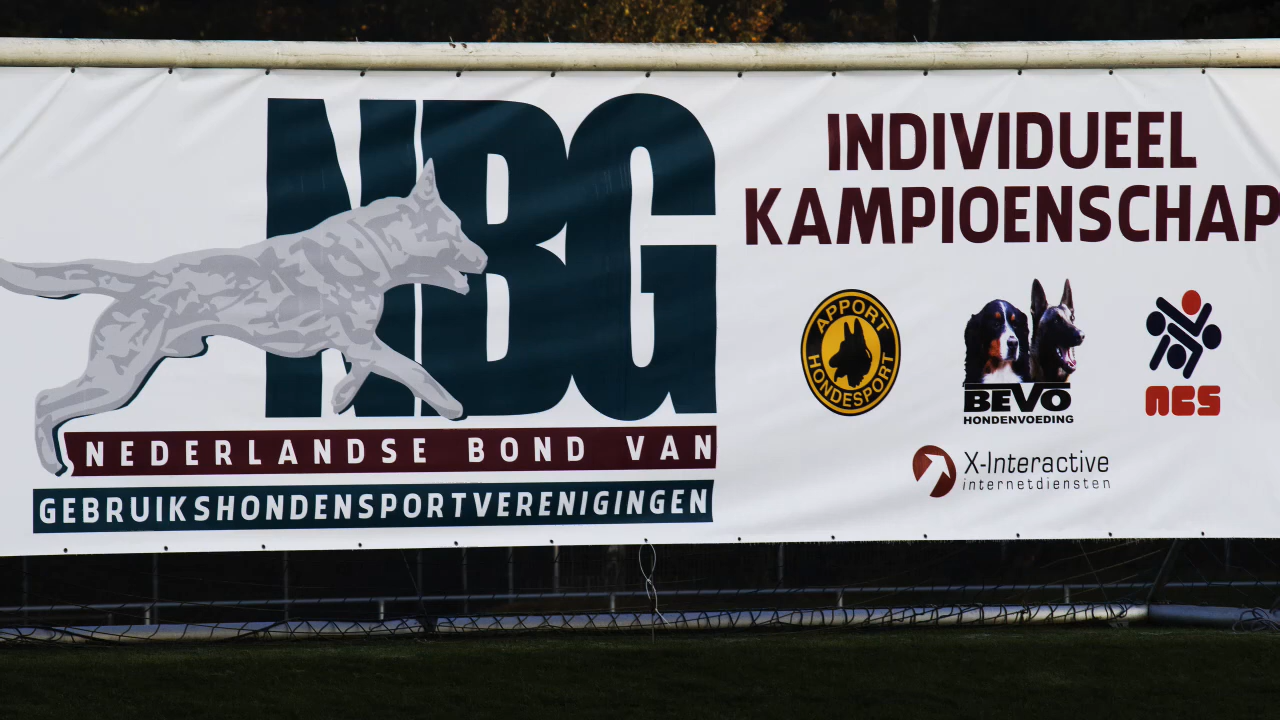 NBG
NEDERLANDSE BOND VAN
GEBRUIKSHONDENSPORTVERENIGINGEN
INDIVIDUEEL
KAMPIOENSCHAP
APPORT
HONDESPORT
BEVO
HONDENVOEDING
NCS
X-Interactive
internetdiensten